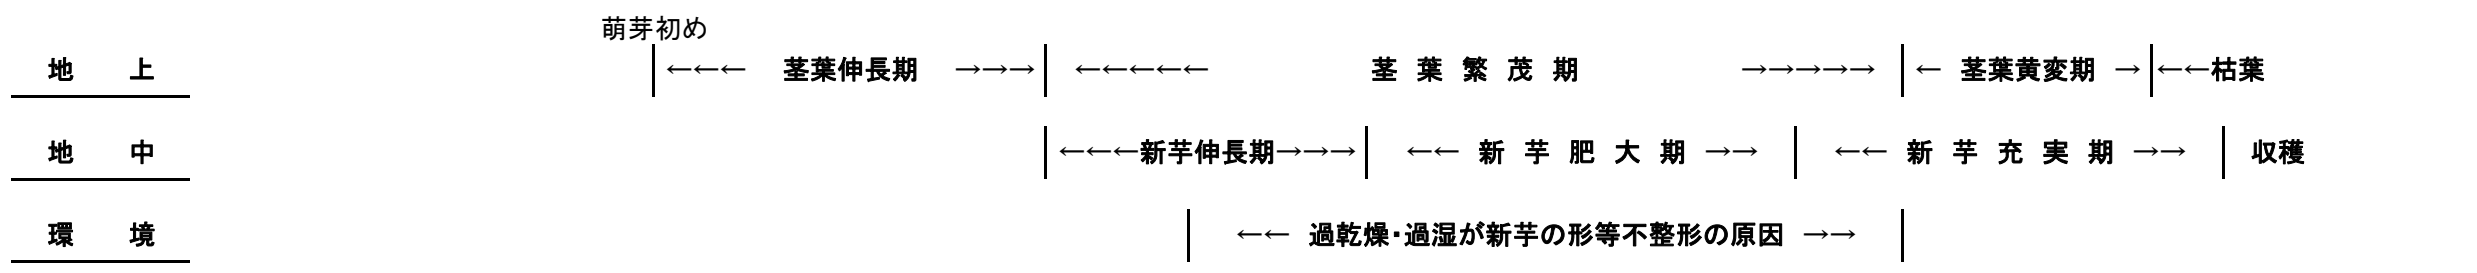 萌芽初め
地 上 ←←← 茎葉伸長期 →→→ ←←←←← 茎 葉 繁 茂 期 →→→→→ ← 茎葉黄変期 → ←←枯葉
地 中 ←←←新芋伸長期→→→ ←← 新 芋 肥 大 期 →→ ←← 新 芋 充 実 期 →→ 収穫
環 境 ←← 過乾燥・過湿が新芋の形等不整形の原因 →→